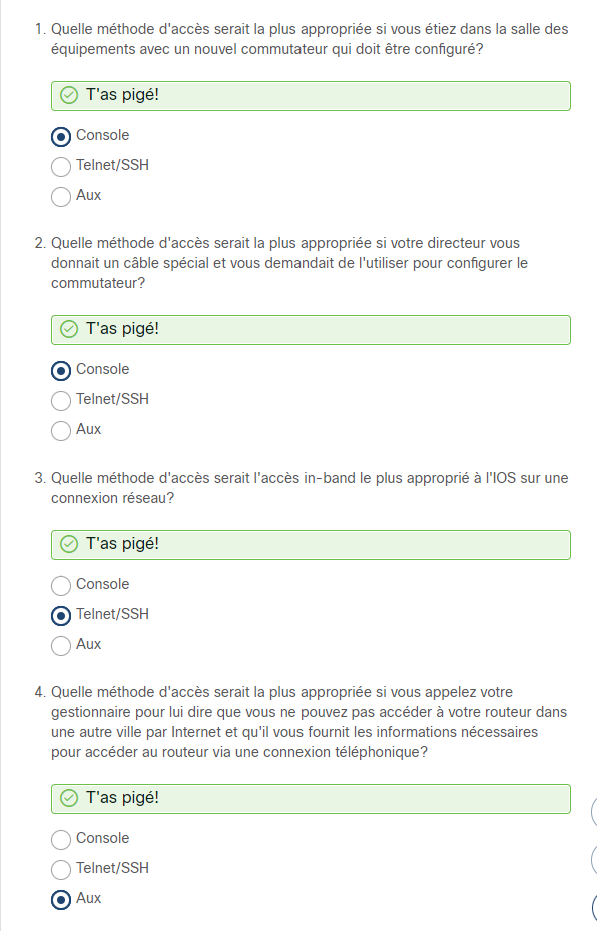 1. Quelle méthode d'accès serait la plus appropriée si vous étiez dans la salle des
équipements avec un nouvel commutateur qui doit être configuré?
T'as pigé!
Console
Telnet/SSH
Aux
2. Quelle méthode d'accès serait la plus appropriée si votre directeur vous
donnait un câble spécial et vous demandait de l'utiliser pour configurer le
commutateur?
T'as pigé!
Console
Telnet/SSH
Aux
3. Quelle méthode d'accès serait l'accès in-band le plus approprié à l'IOS sur une
connexion réseau?
T'as pigé!
Console
Telnet/SSH
Aux
4. Quelle méthode d'accès serait la plus appropriée si vous appelez votre
gestionnaire pour lui dire que vous ne pouvez pas accéder à votre routeur dans
une autre ville par Internet et qu'il vous fournit les informations nécessaires
pour accéder au routeur via une connexion téléphonique?
T'as pigé!
Console
Telnet/SSH
Aux